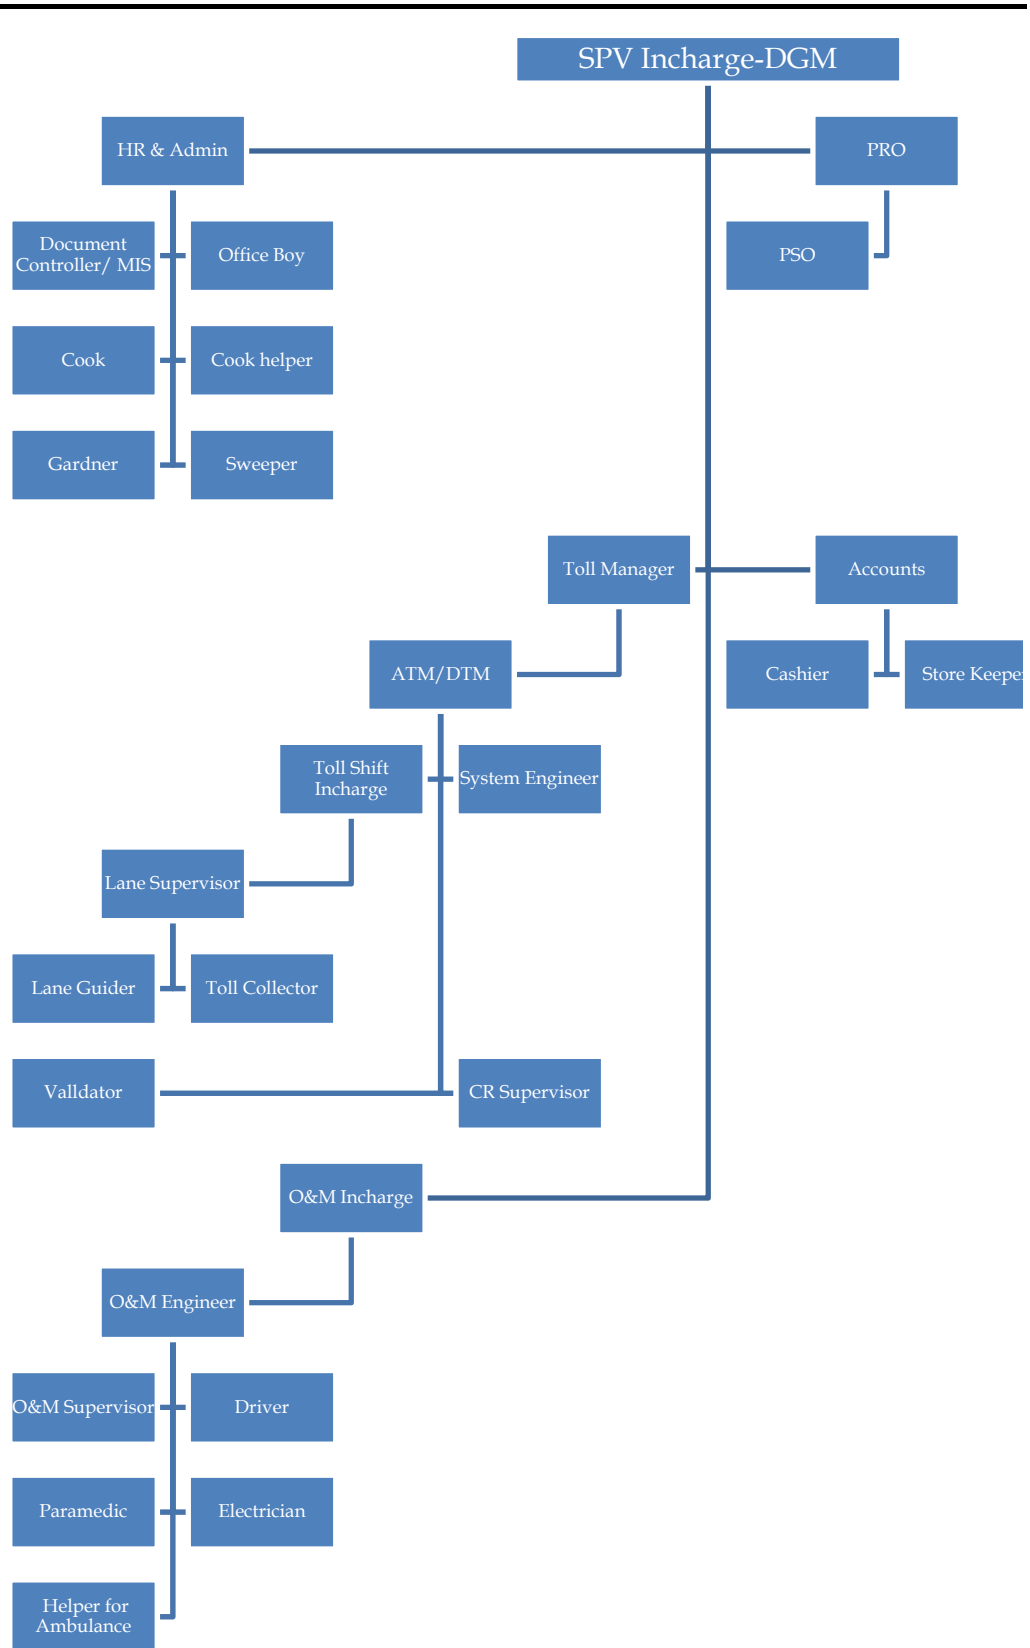 SPV Incharge-DGM
HR & Admin
PRO
Document
Controller/ MIS
Office Boy
PSO
Cook
Cook helper
Gardner
Sweeper
Toll Manager
Accounts
ATM/DTM
Cashier
Store Keeper
Toll Shift
Incharge
System Engineer
Lane Supervisor
Lane Guider
Toll Collector
Valldator
CR Supervisor
O&M Incharge
O&M Engineer
O&M Supervisor
Driver
Paramedic
Electrician
Helper for
Ambulance